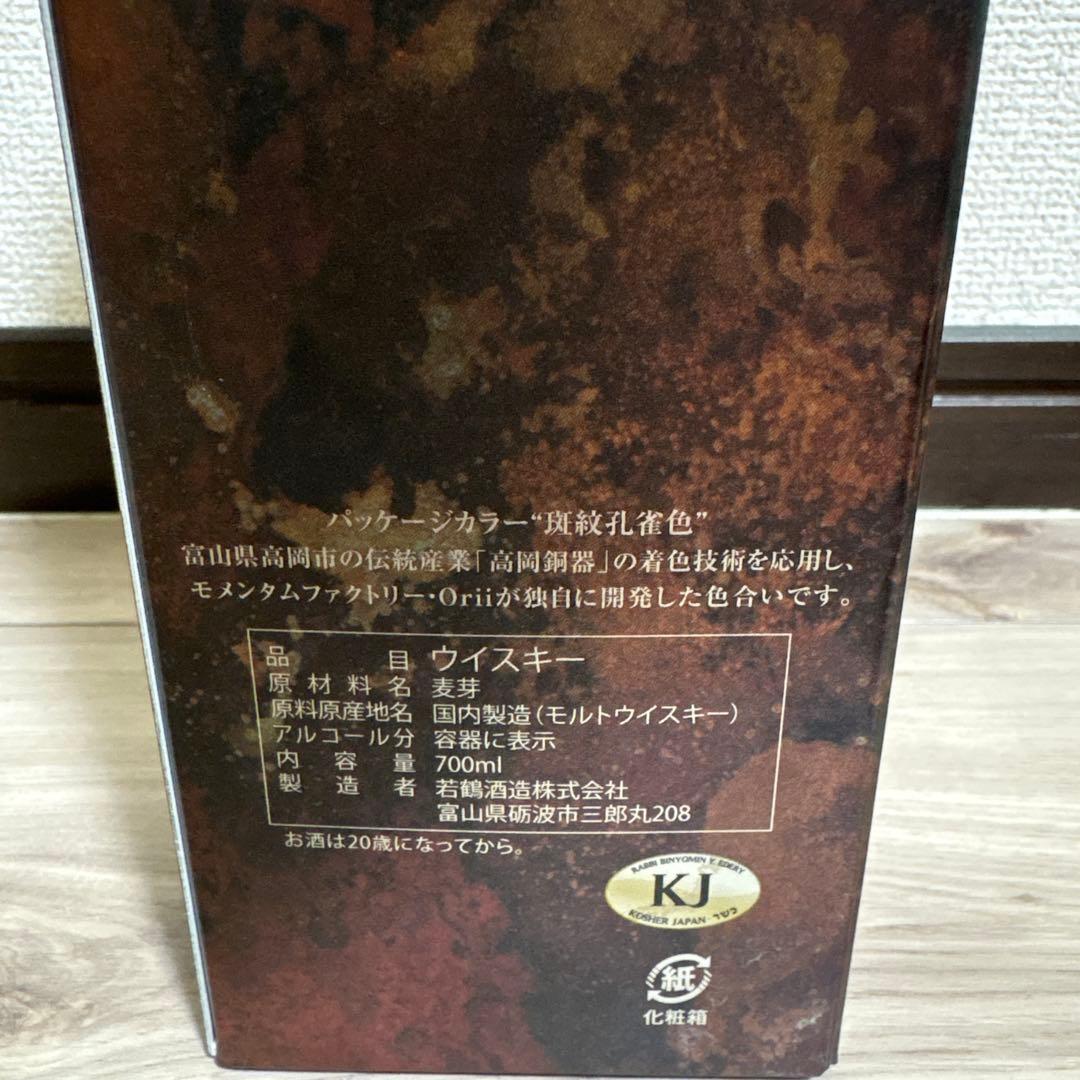 パッケージカラー“斑紋孔雀色”
富山県高岡市の伝統産業「高岡銅器」の着色技術を応用し、
モメンタムファクトリー・Oriiが独自に開発した色合いです。
品目 ウイスキー
原材料名 麦芽
原料原産地名 国内製造(モルトウイスキー)
アルコール分 容器に表示
内容量 700ml
製造者 若鶴酒造株式会社
富山県砺波市三郎丸208
お酒は20歳になってから。
RABBI BINYOMIN Y. EDERY
KJ
KOSHER JAPAN · כשר
紙
化粧箱